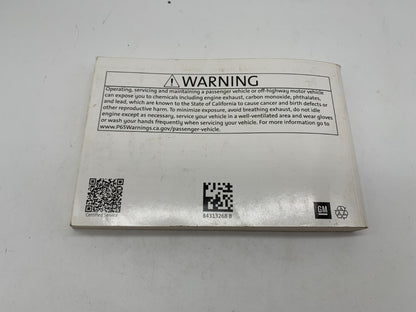 WARNING
Operating, servicing and maintaining a passenger vehicle or off-highway motor vehicle
can expose you to chemicals including engine exhaust, carbon monoxide, phthalates,
and lead, which are known to the State of California to cause cancer and birth defects or
other reproductive harm. To minimize exposure, avoid breathing exhaust, do not idle
engine except as necessary, service your vehicle in a well-ventilated area and wear gloves
or wash your hands frequently when servicing your vehicle. For more information go to
www.P65Warnings.ca.gov/passenger-vehicle.
Certified Service
84313268 B
GM